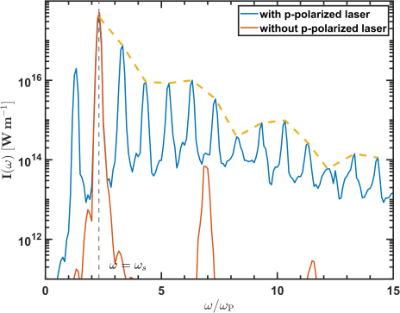 with p-polarized laser
without p-polarized laser
I(ω) [W m⁻¹]
10¹⁶
10¹⁴
10¹²
ω = ωₛ
0 5 10 15
ω/ωP